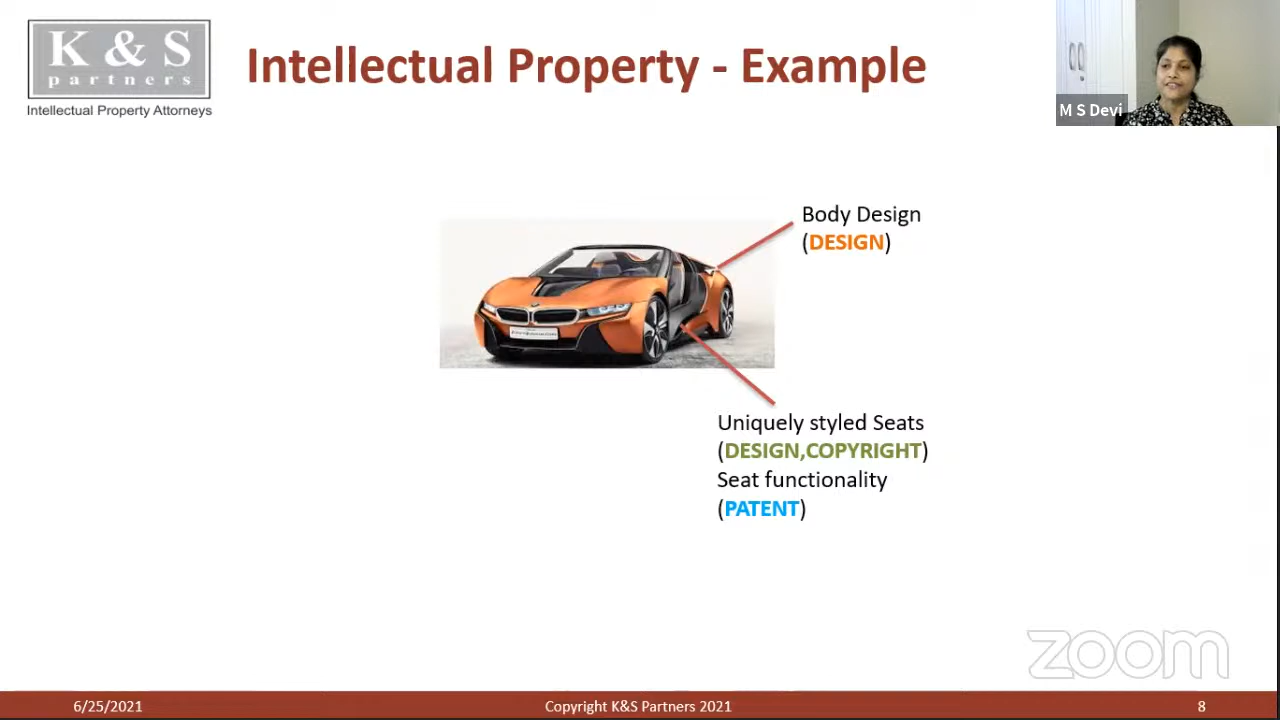 K & S
partners
Intellectual Property Attorneys
Intellectual Property - Example
M S Devi
Body Design
(DESIGN)
Uniquely styled Seats
(DESIGN,COPYRIGHT)
Seat functionality
(PATENT)
zoom
6/25/2021
Copyright K&S Partners 2021
8